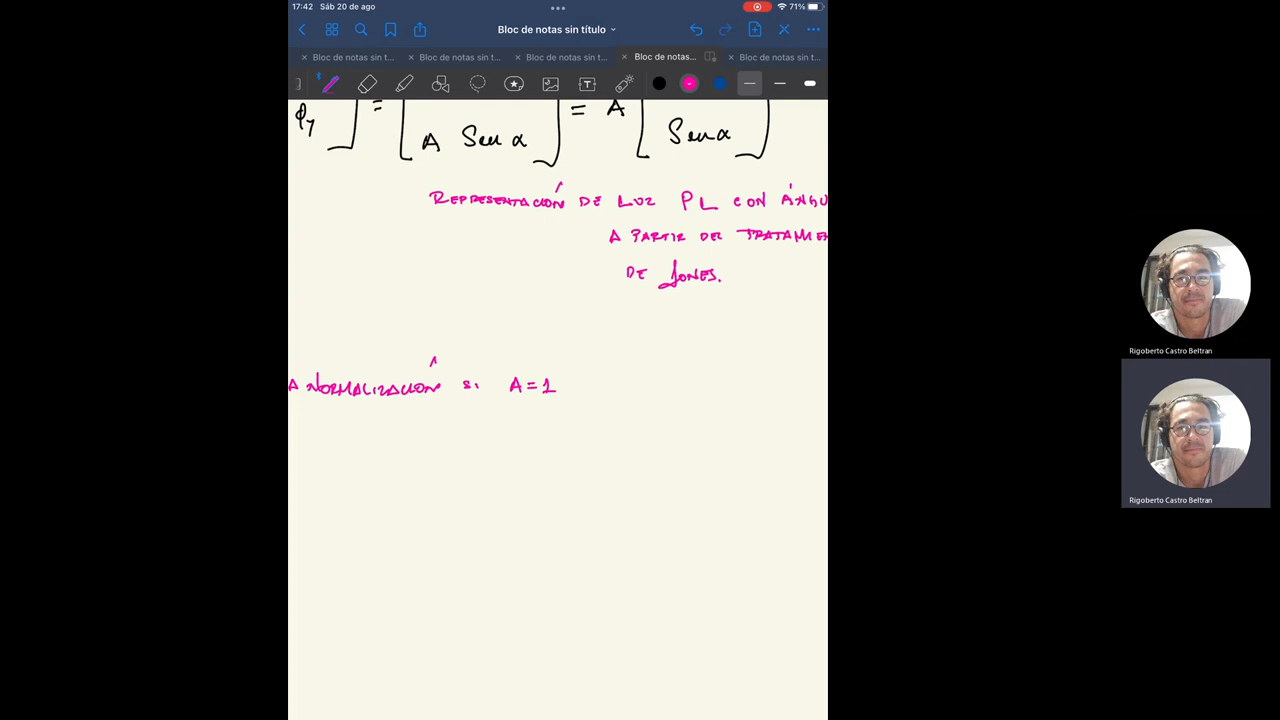 17:42 Sáb 20 de ago
71%
Bloc de notas sin título
Bloc de notas sin t...
Bloc de notas sin t...
Bloc de notas sin t...
Bloc de notas...
Bloc de notas sin t...
φy ] = [ A Sen α ] = A [ Sen α ]
REPRESENTACIÓN DE LUZ PL CON ÁNGU
A PARTIR DEL TRATAMIE
DE JONES.
A NORMALIZACIÓN si A=1
Rigoberto Castro Beltran
Rigoberto Castro Beltran